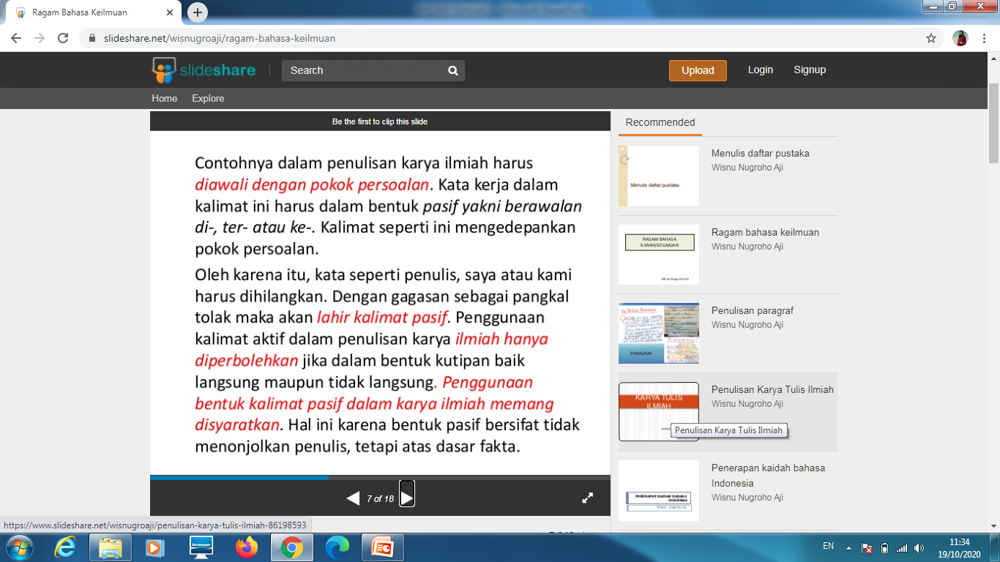 Ragam Bahasa Keilmuan
slideshare.net/wisnugroaji/ragam-bahasa-keilmuan
slideshare
Search
Upload
Login
Signup
Home
Explore
Be the first to clip this slide
Contohnya dalam penulisan karya ilmiah harus
diawali dengan pokok persoalan. Kata kerja dalam
kalimat ini harus dalam bentuk pasif yakni berawalan
di-, ter- atau ke-. Kalimat seperti ini mengedepankan
pokok persoalan.
Oleh karena itu, kata seperti penulis, saya atau kami
harus dihilangkan. Dengan gagasan sebagai pangkal
tolak maka akan lahir kalimat pasif. Penggunaan
kalimat aktif dalam penulisan karya ilmiah hanya
diperbolehkan jika dalam bentuk kutipan baik
langsung maupun tidak langsung. Penggunaan
bentuk kalimat pasif dalam karya ilmiah memang
disyaratkan. Hal ini karena bentuk pasif bersifat tidak
menonjolkan penulis, tetapi atas dasar fakta.
7 of 18
Recommended
Menulis daftar pustaka
Menulis daftar pustaka
Wisnu Nugroho Aji
RAGAM BAHASA
ILMIAH/KEILMUAN
Ragam bahasa keilmuan
Wisnu Nugroho Aji
PARAGRAF
Penulisan paragraf
Wisnu Nugroho Aji
KARYA TULIS
ILMIAH
Penulisan Karya Tulis Ilmiah
Wisnu Nugroho Aji
Penulisan Karya Tulis Ilmiah
PENERAPAN KAIDAH BAHASA
INDONESIA
Wisnu nugroho aji
Penerapan kaidah bahasa
Indonesia
Wisnu Nugroho Aji
https://www.slideshare.net/wisnugroaji/penulisan-karya-tulis-ilmiah-86198593
lenovo
EN
11:34
19/10/2020